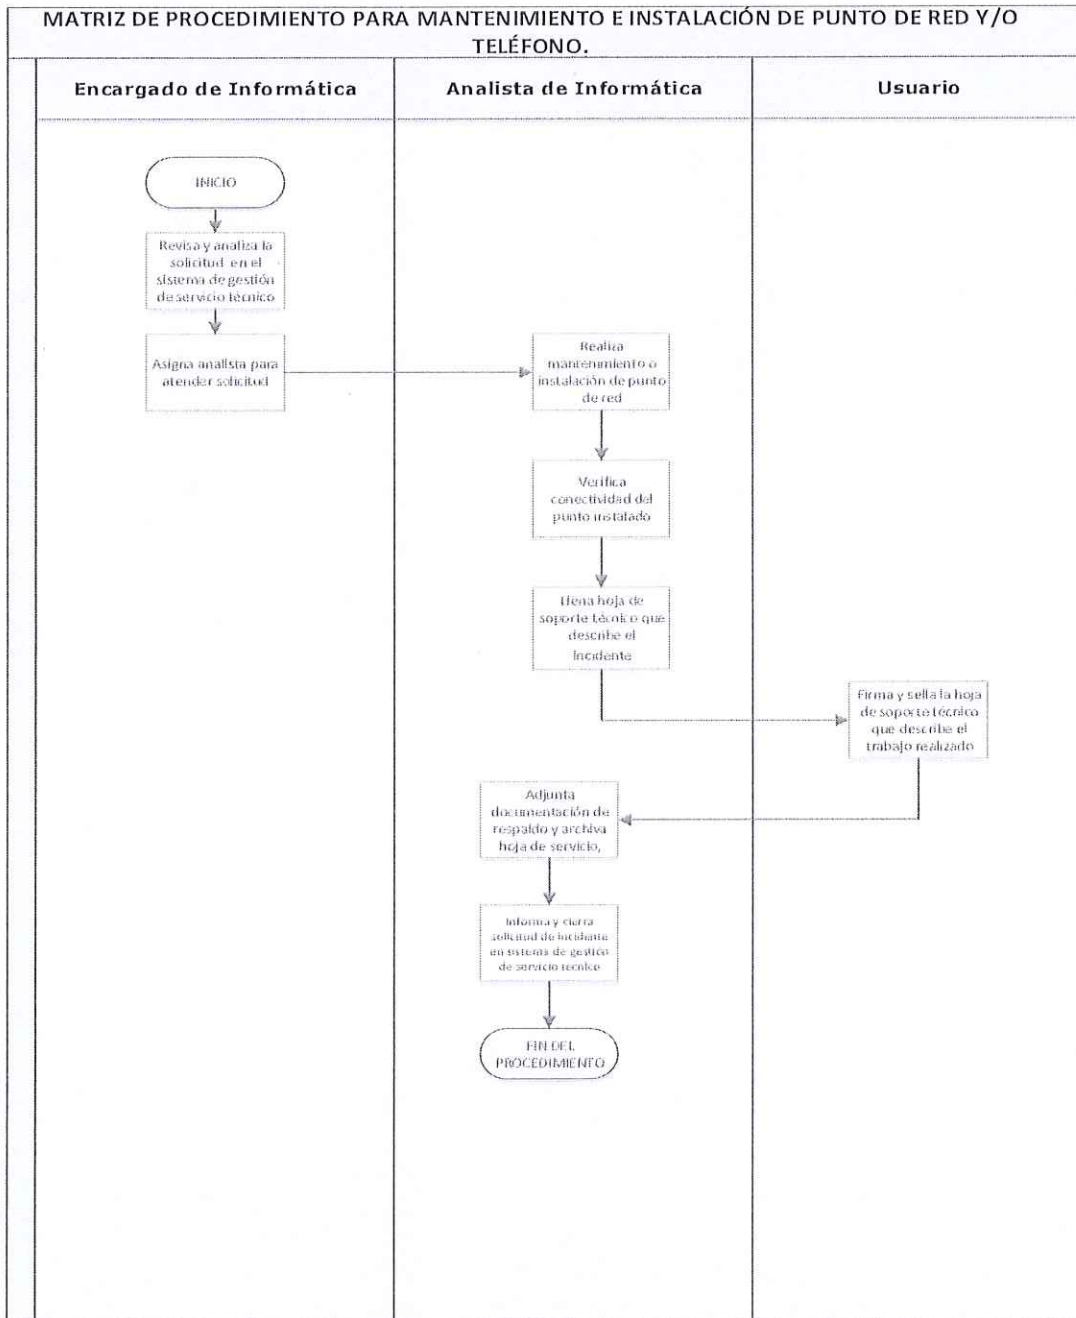 MATRIZ DE PROCEDIMIENTO PARA MANTENIMIENTO E INSTALACIÓN DE PUNTO DE RED Y/O
TELÉFONO.
Encargado de Informática
Analista de Informática
Usuario
INICIO
Revisa y analiza la
solicitud en el
sistema de gestión
de servicio técnico
Asigna analista para
atender solicitud
Realiza
mantenimiento o
instalación de punto
de red
Verifica
conectividad del
punto instalado
Llena hoja de
soporte técnico que
describe el
Incidente
Firma y sella la hoja
de soporte técnico
que describe el
trabajo realizado
Adjunta
documentación de
respaldo y archiva
hoja de servicio,
Informa y cierra
solicitud de incidente
en sistema de gestión
de servicio tecnico
FIN DEL
PROCEDIMIENTO